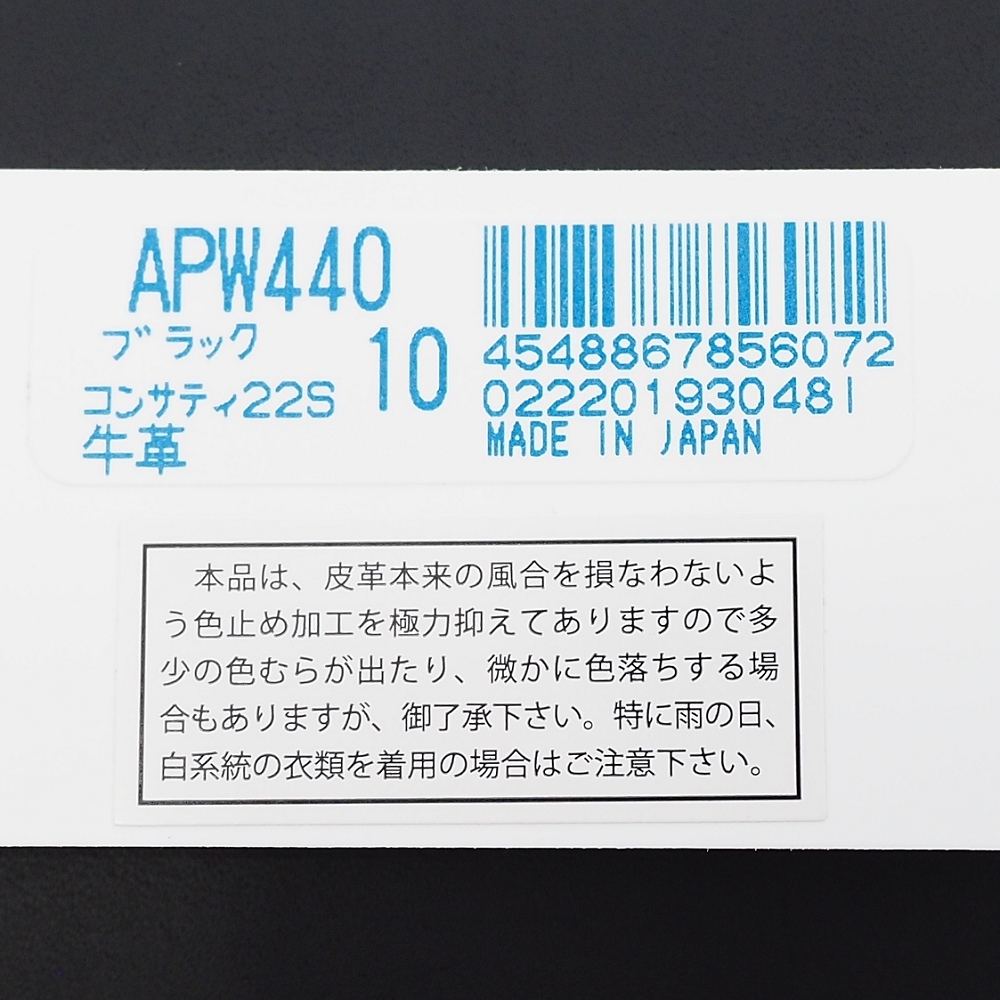 APW440
ブラック
コンサティ22S
10
牛革
4548867856072
0222019304811
MADE IN JAPAN
本品は、皮革本来の風合を損なわないよ
う色止め加工を極力抑えてありますので多
少の色むらが出たり、微かに色落ちする場
合もありますが、御了承下さい。特に雨の日、
白系統の衣類を着用の場合はご注意下さい。